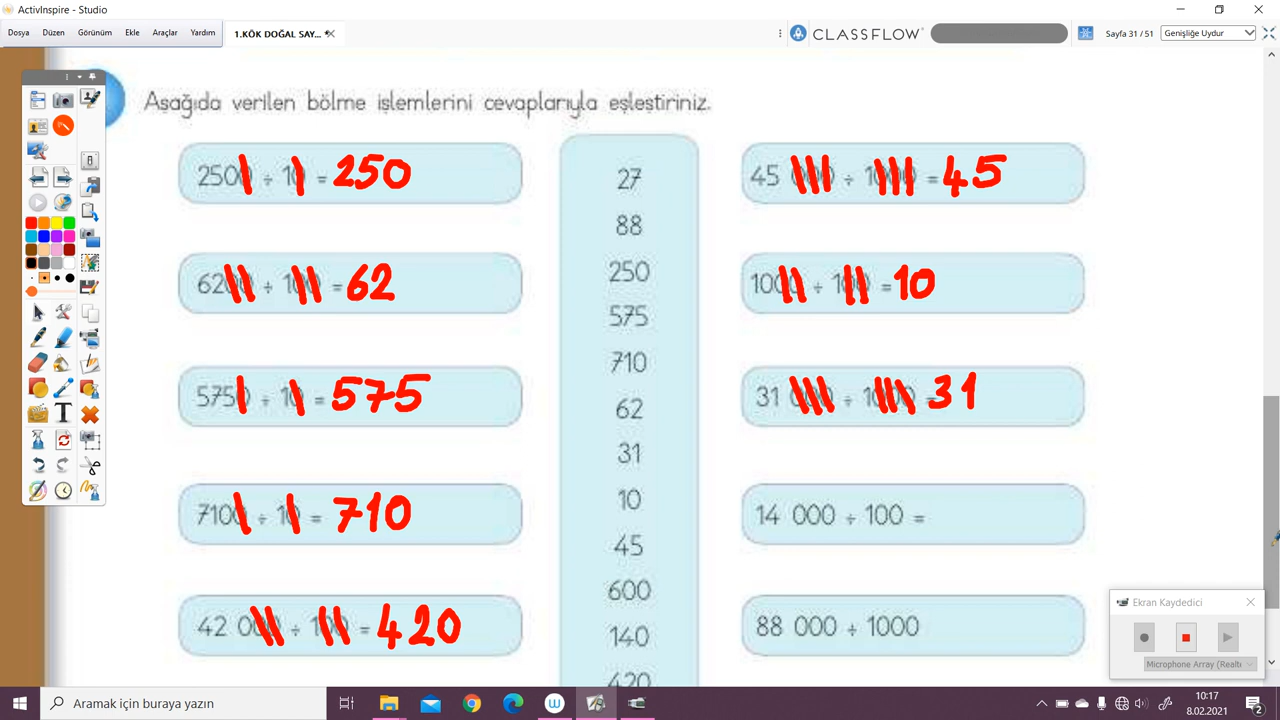 ActivInspire - Studio
Dosya Düzen Görünüm Ekle Araçlar Yardım
1.KÖK DOĞAL SAY...
CLASSFLOW
Sayfa 31 / 51
Genişliğe Uydur
Aşağıda verilen bölme işlemlerini cevaplarıyla eşleştiriniz.
2500 ÷ 10 = 250
6200 ÷ 100 = 62
5750 ÷ 10 = 575
7100 ÷ 10 = 710
42 000 ÷ 100 = 420
27
88
250
575
710
62
31
10
45
600
140
420
45 000 ÷ 1000 = 45
1000 ÷ 100 = 10
31 000 ÷ 1000 = 31
14 000 ÷ 100 =
88 000 ÷ 1000
Ekran Kaydedici
Microphone Array (Realt
Aramak için buraya yazın
10:17
8.02.2021
2